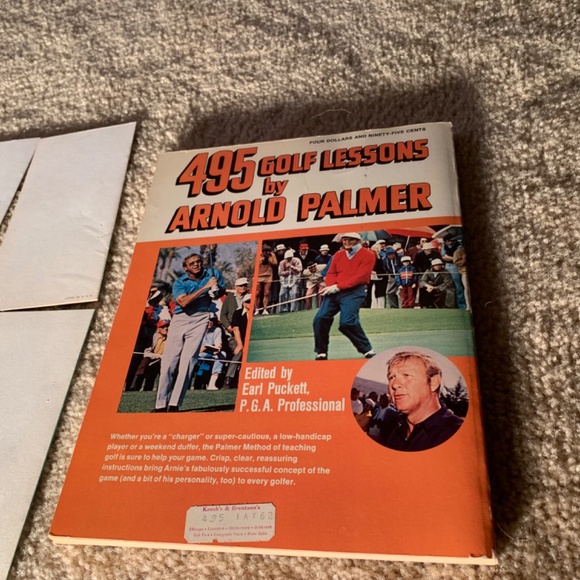 FOUR DOLLARS AND NINETY-FIVE CENTS
495 GOLF LESSONS
by
ARNOLD PALMER
Edited by
Earl Puckett,
P.G.A. Professional
Whether you're a "charger" or super-cautious, a low-handicap
player or a weekend duffer, the Palmer Method of teaching
golf is sure to help your game. Crisp, clear, reassuring
instructions bring Arnie's fabulously successful concept of the
game (and a bit of his personality, too) to every golfer.
Kroch's & Brentano's
495